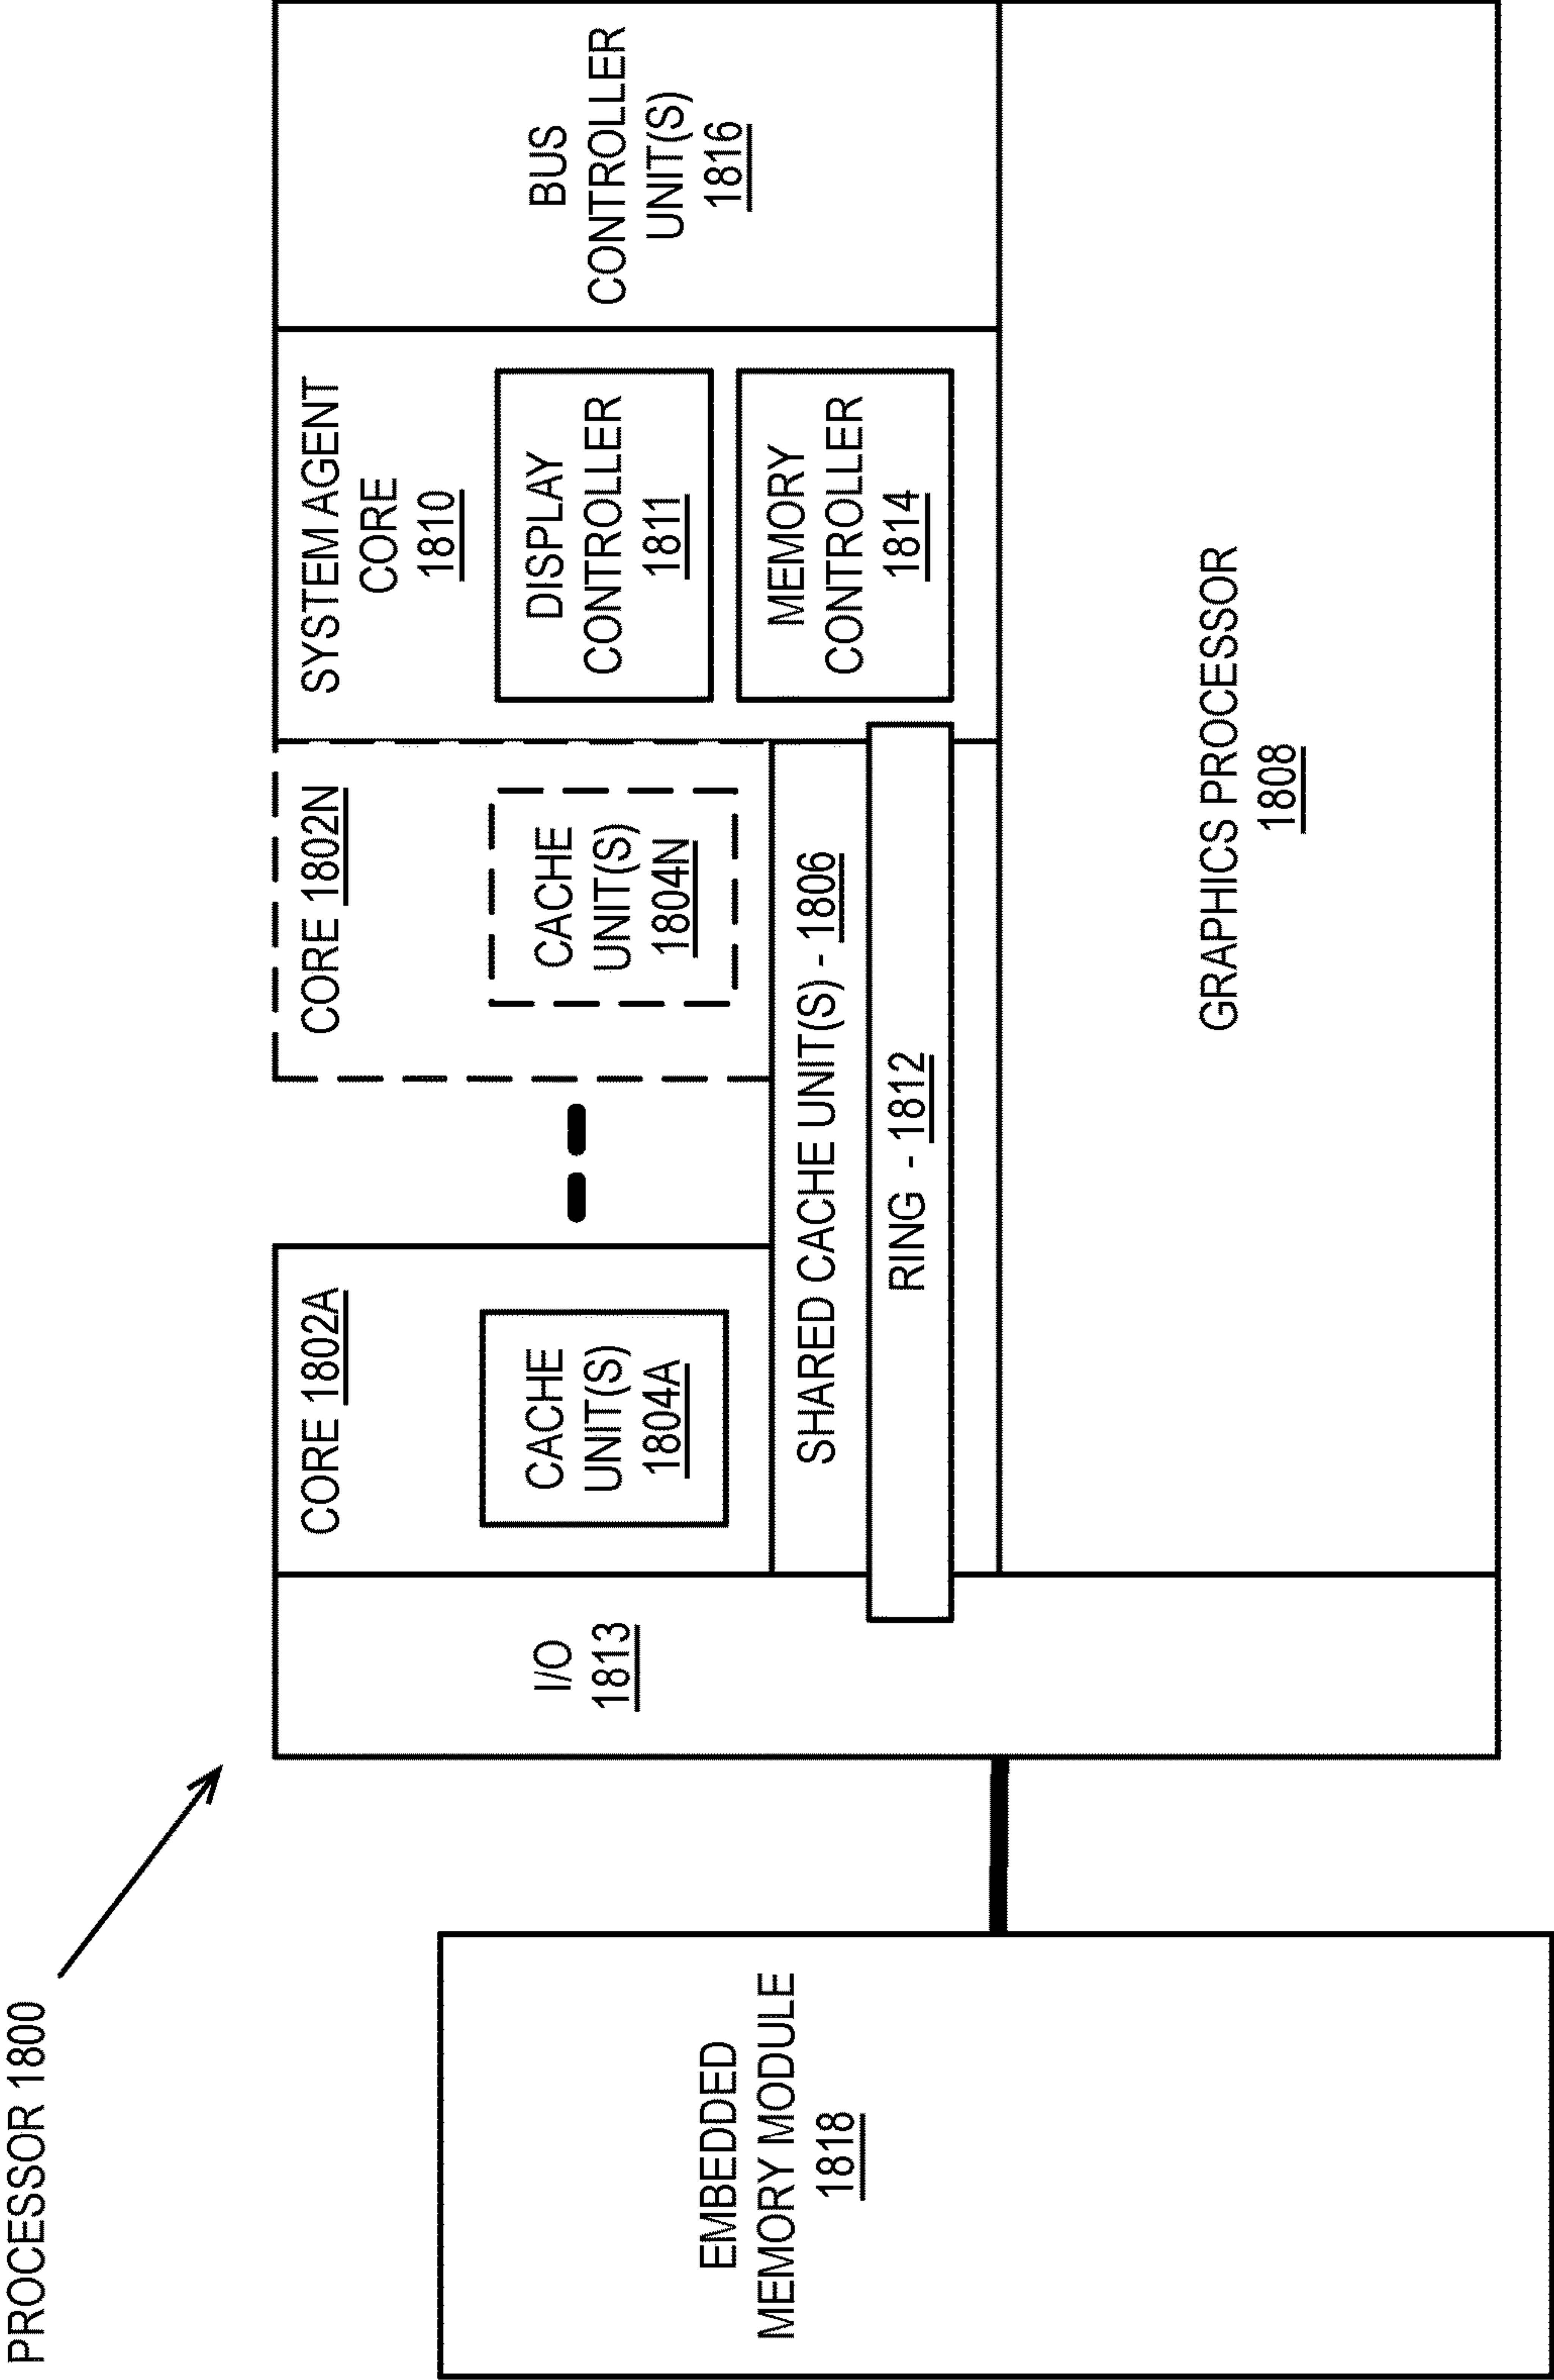 PROCESSOR 1800
EMBEDDED
MEMORY MODULE
1818
I/O
1813
CORE 1802A
CACHE
UNIT(S)
1804A
CORE 1802N
CACHE
UNIT(S)
1804N
SHARED CACHE UNIT(S) - 1806
RING - 1812
SYSTEM AGENT
CORE
1810
DISPLAY
CONTROLLER
1811
MEMORY
CONTROLLER
1814
BUS
CONTROLLER
UNIT(S)
1816
GRAPHICS PROCESSOR
1808